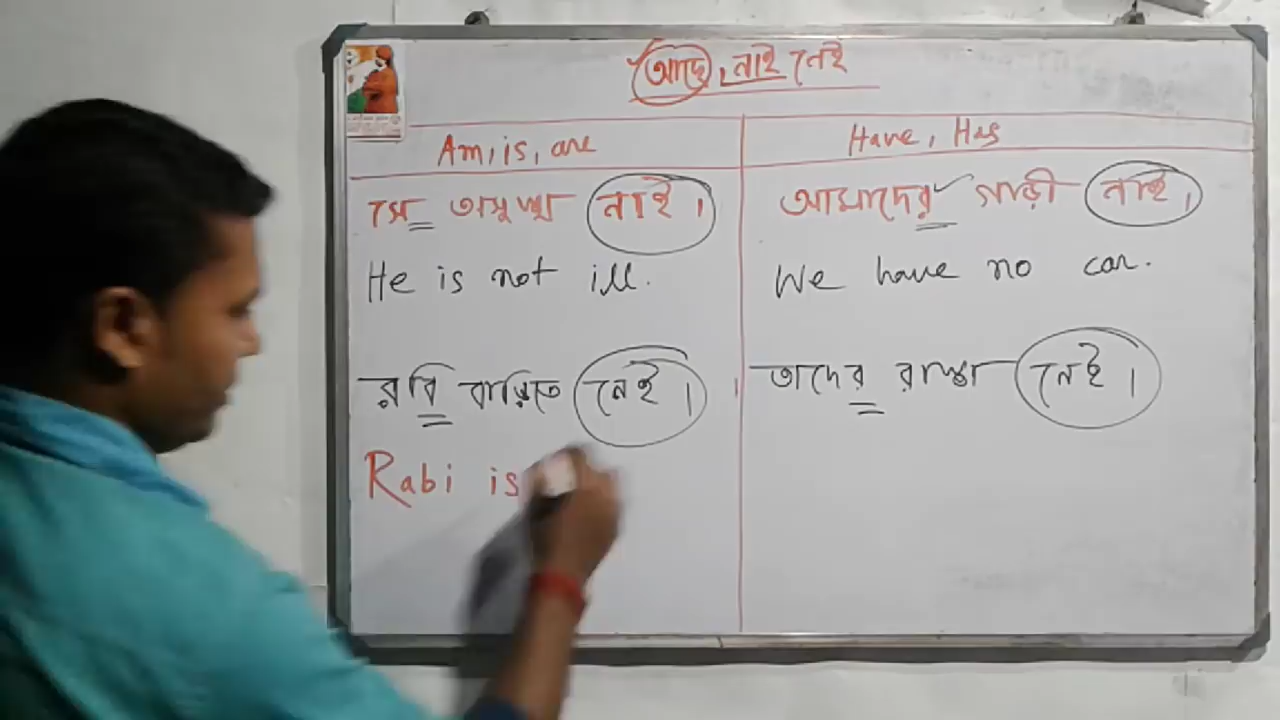 আছে, নাই নেই
Am, is, are
Have, Has
সে অসুস্থ নাই।
He is not ill.
রবি বাড়িতে নেই।
Rabi is
আমাদের গাড়ী নাই।
We have no car.
তাদের রাস্তা নেই।